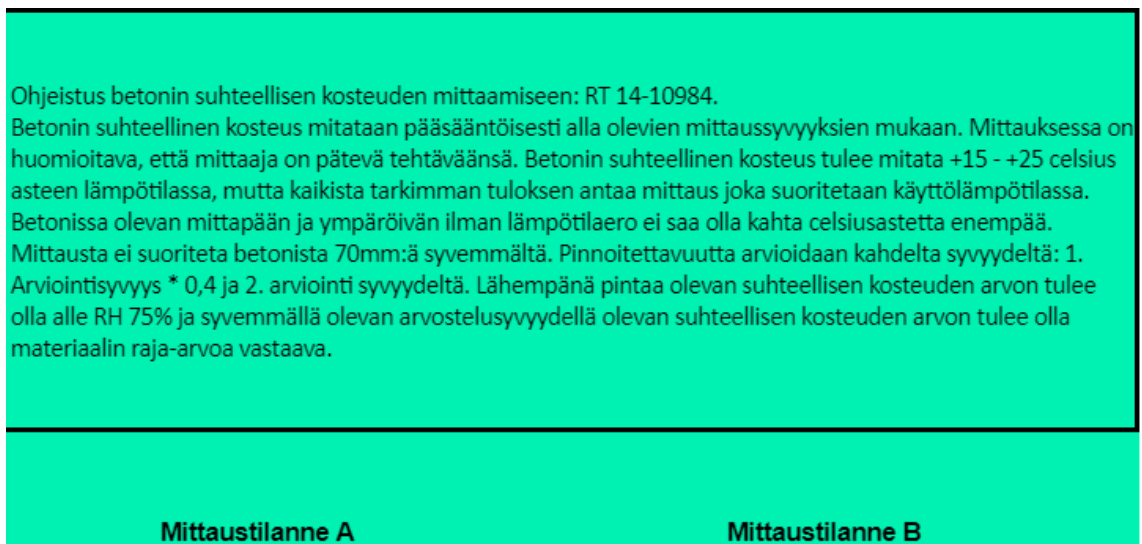 Ohjeistus betonin suhteellisen kosteuden mittaamiseen: RT 14-10984.
Betonin suhteellinen kosteus mitataan pääsääntöisesti alla olevien mittaussyvyyksien mukaan. Mittauksessa on
huomioitava, että mittaaja on pätevä tehtäväänsä. Betonin suhteellinen kosteus tulee mitata +15 - +25 celsius
asteen lämpötilassa, mutta kaikista tarkimman tuloksen antaa mittaus joka suoritetaan käyttölämpötilassa.
Betonissa olevan mittapään ja ympäröivän ilman lämpötilaero ei saa olla kahta celsiusastetta enempää.
Mittausta ei suoriteta betonista 70mm:ä syvemmältä. Pinnoitettavuutta arvioidaan kahdelta syvyydeltä: 1.
Arviointisyvyys * 0,4 ja 2. arviointi syvyydeltä. Lähempänä pintaa olevan suhteellisen kosteuden arvon tulee
olla alle RH 75% ja syvemmällä olevan arvostelusyvyydellä olevan suhteellisen kosteuden arvon tulee olla
materiaalin raja-arvoa vastaava.
Mittaustilanne A
Mittaustilanne B